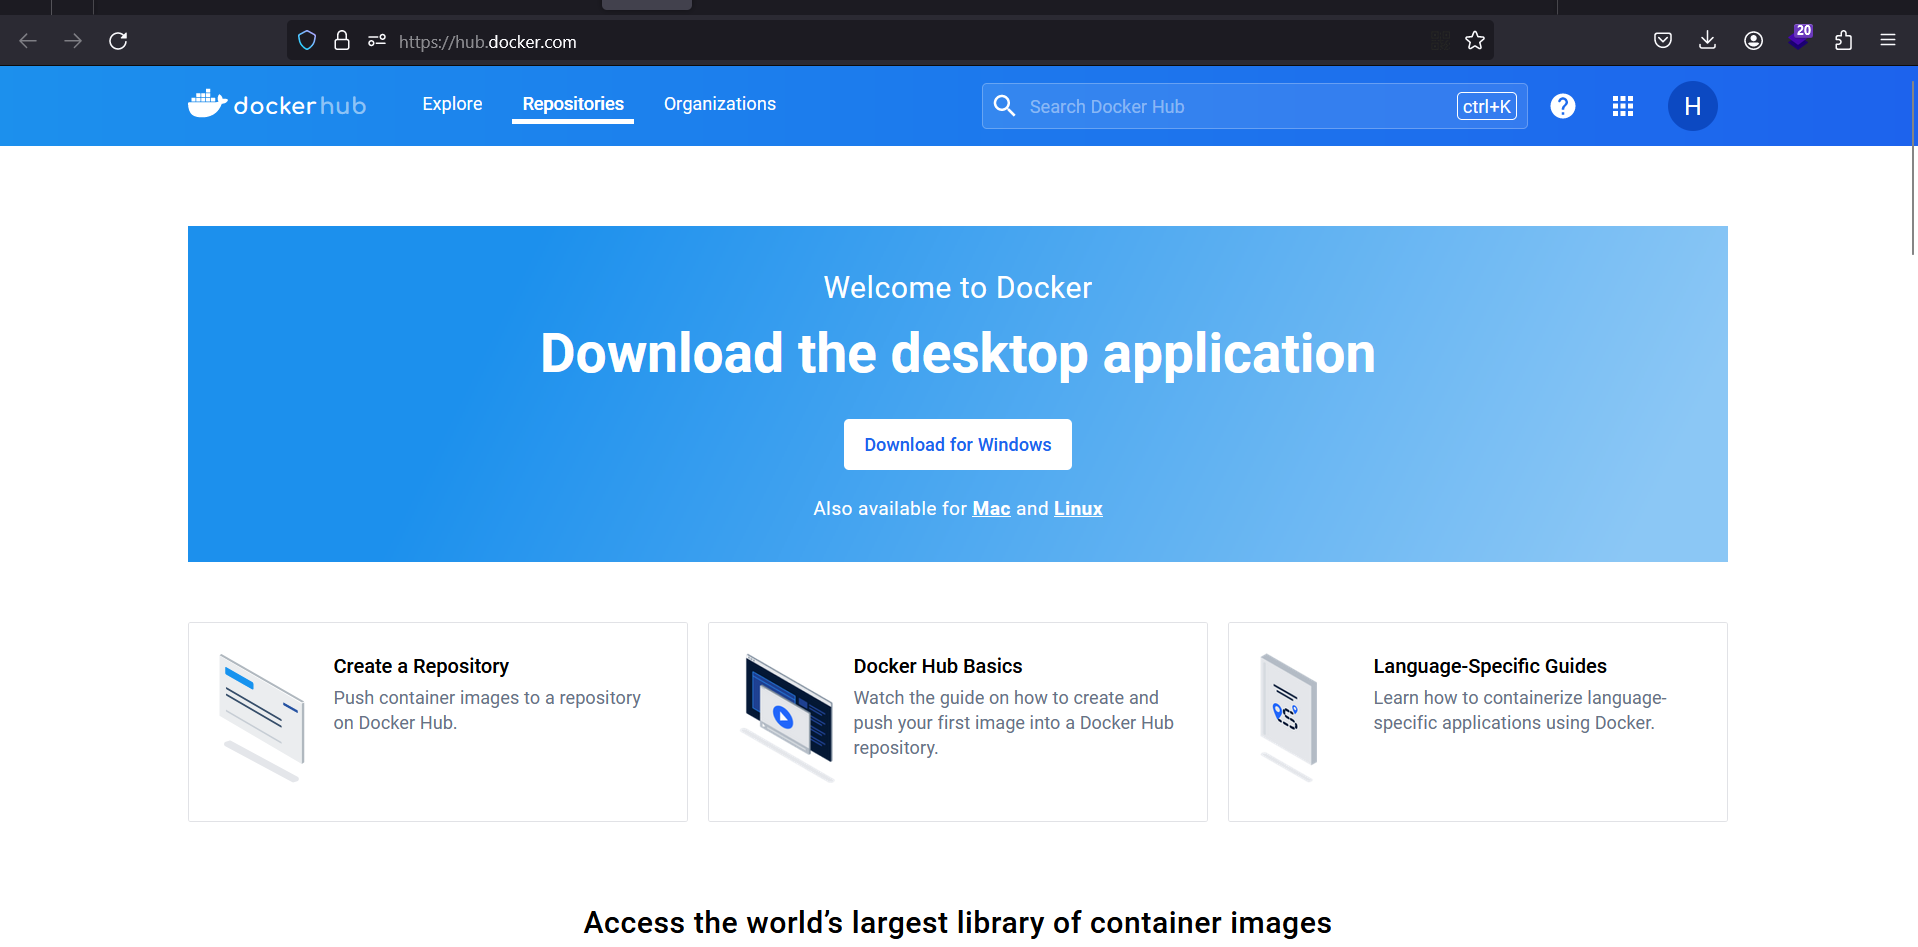 https://hub.docker.com
20
docker hub
Explore
Repositories
Organizations
Search Docker Hub
ctrl+K
?
H
Welcome to Docker
Download the desktop application
Download for Windows
Also available for Mac and Linux
Create a Repository
Push container images to a repository
on Docker Hub.
Docker Hub Basics
Watch the guide on how to create and
push your first image into a Docker Hub
repository.
Language-Specific Guides
Learn how to containerize language-
specific applications using Docker.
Access the world’s largest library of container images